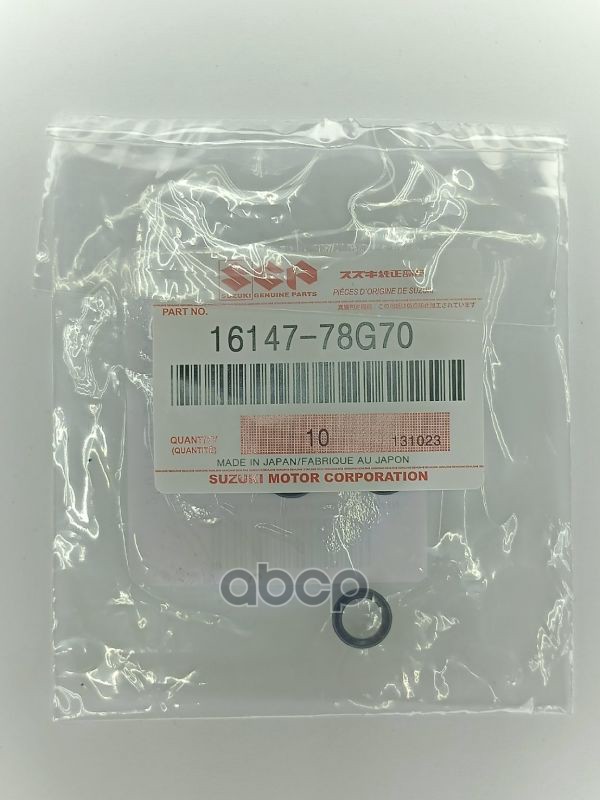 SGP
SUZUKI GENUINE PARTS
スズキ純正部品
PIÈCES D'ORIGINE DE SUZUKI
PART NO.
16147-78G70
QUANTITY
(QUANTITÉ)
10
131023
MADE IN JAPAN/FABRIQUE AU JAPON
SUZUKI MOTOR CORPORATION
abcp